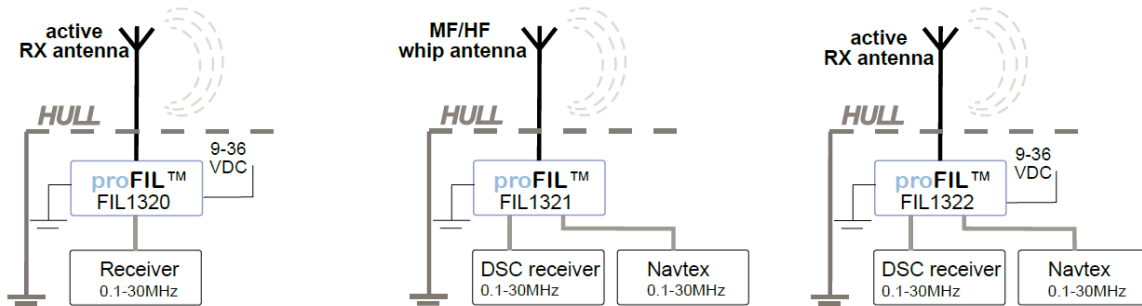 active
RX antenna
HULL
9-36
VDC
proFIL™
FIL1320
Receiver
0.1-30MHz
MF/HF
whip antenna
HULL
proFIL™
FIL1321
DSC receiver
0.1-30MHz
Navtex
0.1-30MHz
active
RX antenna
HULL
9-36
VDC
proFIL™
FIL1322
DSC receiver
0.1-30MHz
Navtex
0.1-30MHz